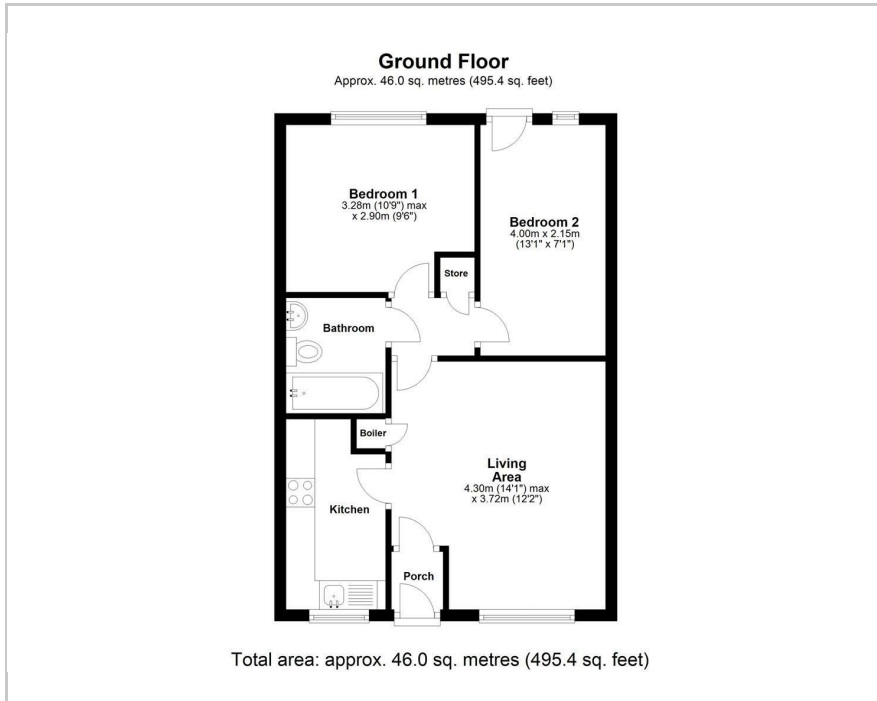 Ground Floor
Approx. 46.0 sq. metres (495.4 sq. feet)
Bedroom 1
3.28m (10'9") max
x 2.90m (9'6")
Bedroom 2
4.00m x 2.15m
(13'1" x 7'1")
Store
Bathroom
Boiler
Living
Area
4.30m (14'1") max
x 3.72m (12'2")
Kitchen
Porch
Total area: approx. 46.0 sq. metres (495.4 sq. feet)